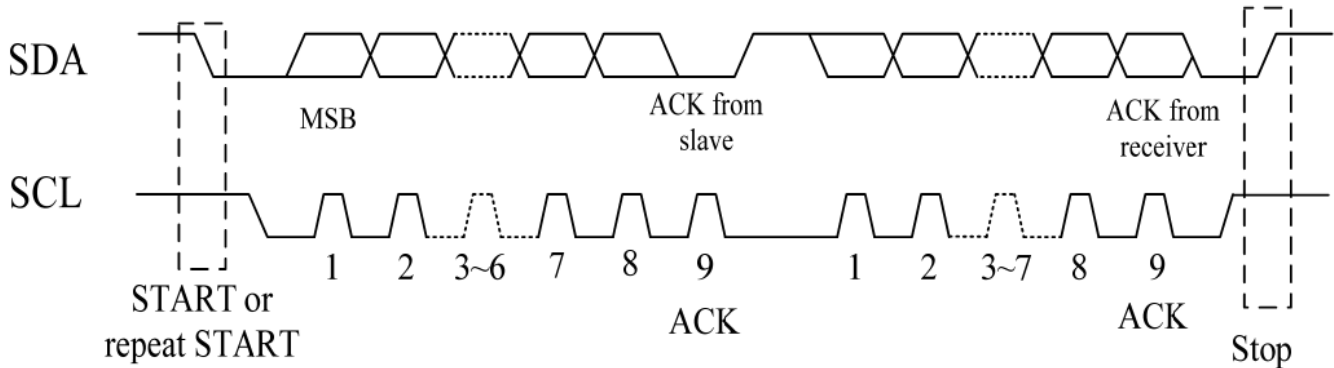 SDA
MSB
ACK from
slave
ACK from
receiver
SCL
1 2 3~6 7 8 9 1 2 3~7 8 9
START or
repeat START
ACK
ACK
Stop